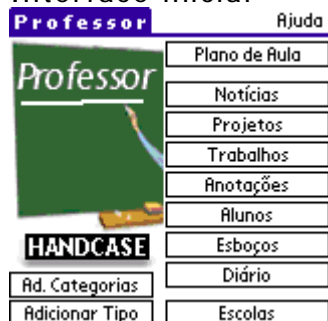 Interface Inicial
Professor Ajuda
Professor
HANDCASE
Ad. Categorias
Adicionar Tipo
Plano de Aula
Notícias
Projetos
Trabalhos
Anotações
Alunos
Esboços
Diário
Escolas